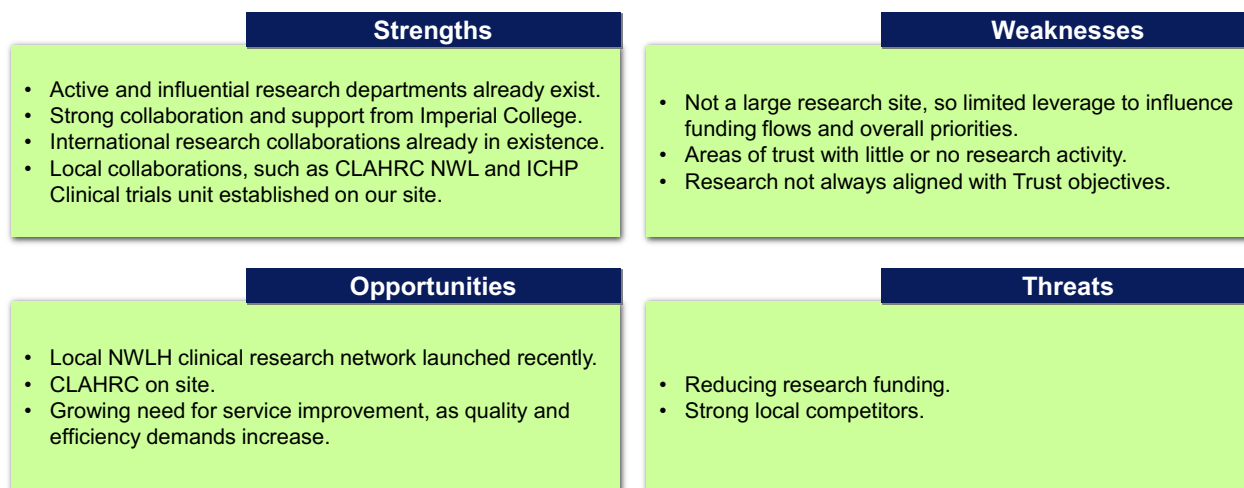 Strengths
• Active and influential research departments already exist.
• Strong collaboration and support from Imperial College.
• International research collaborations already in existence.
• Local collaborations, such as CLAHRC NWL and ICHP
Clinical trials unit established on our site.
Weaknesses
• Not a large research site, so limited leverage to influence
funding flows and overall priorities.
• Areas of trust with little or no research activity.
• Research not always aligned with Trust objectives.
Opportunities
• Local NWLH clinical research network launched recently.
• CLAHRC on site.
• Growing need for service improvement, as quality and
efficiency demands increase.
Threats
• Reducing research funding.
• Strong local competitors.